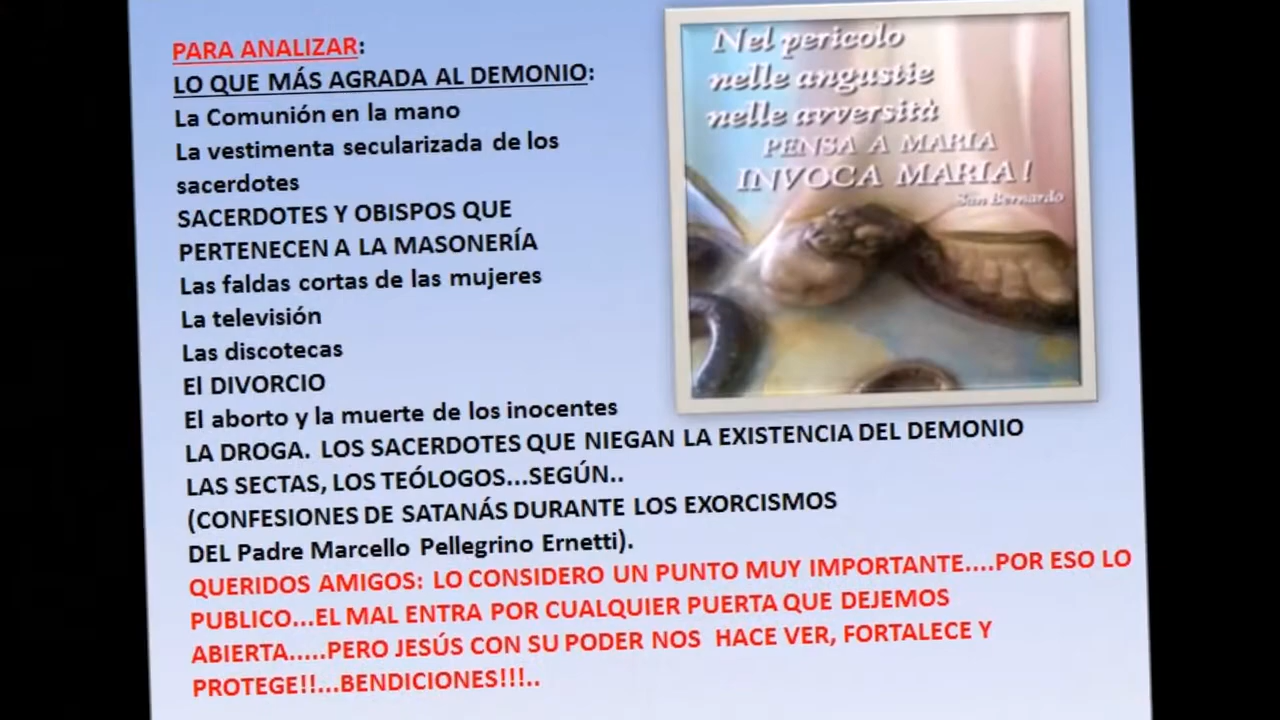 PARA ANALIZAR:
LO QUE MÁS AGRADA AL DEMONIO:
La Comunión en la mano
La vestimenta secularizada de los
sacerdotes
SACERDOTES Y OBISPOS QUE
PERTENECEN A LA MASONERÍA
Las faldas cortas de las mujeres
La televisión
Las discotecas
El DIVORCIO
El aborto y la muerte de los inocentes
LA DROGA. LOS SACERDOTES QUE NIEGAN LA EXISTENCIA DEL DEMONIO
LAS SECTAS, LOS TEÓLOGOS...SEGÚN..
(CONFESIONES DE SATANÁS DURANTE LOS EXORCISMOS
DEL Padre Marcello Pellegrino Ernetti).
QUERIDOS AMIGOS: LO CONSIDERO UN PUNTO MUY IMPORTANTE....POR ESO LO
PUBLICO...EL MAL ENTRA POR CUALQUIER PUERTA QUE DEJEMOS
ABIERTA.....PERO JESÚS CON SU PODER NOS HACE VER, FORTALECE Y
PROTEGE!!...BENDICIONES!!!..
Nel pericolo
nelle angustie
nelle avversità
PENSA A MARIA
INVOCA MARIA !
San Bernardo